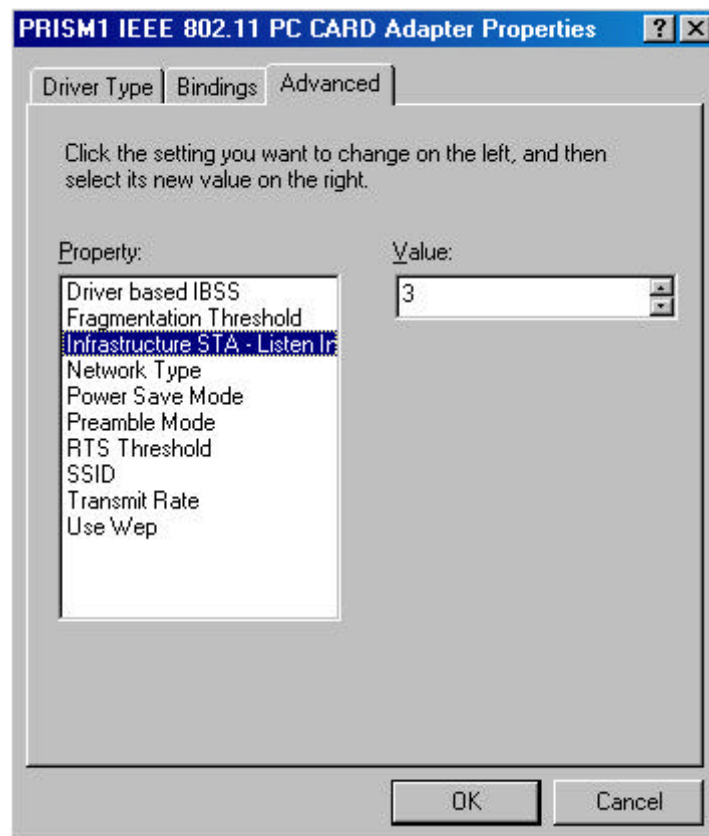 PRISM1 IEEE 802.11 PC CARD Adapter Properties ? ×
Driver Type Bindings Advanced
Click the setting you want to change on the left, and then
select its new value on the right.
Property:
Driver based IBSS
Fragmentation Threshold
Infrastructure STA - Listen In
Network Type
Power Save Mode
Preamble Mode
RTS Threshold
SSID
Transmit Rate
Use Wep
Value:
3
OK Cancel